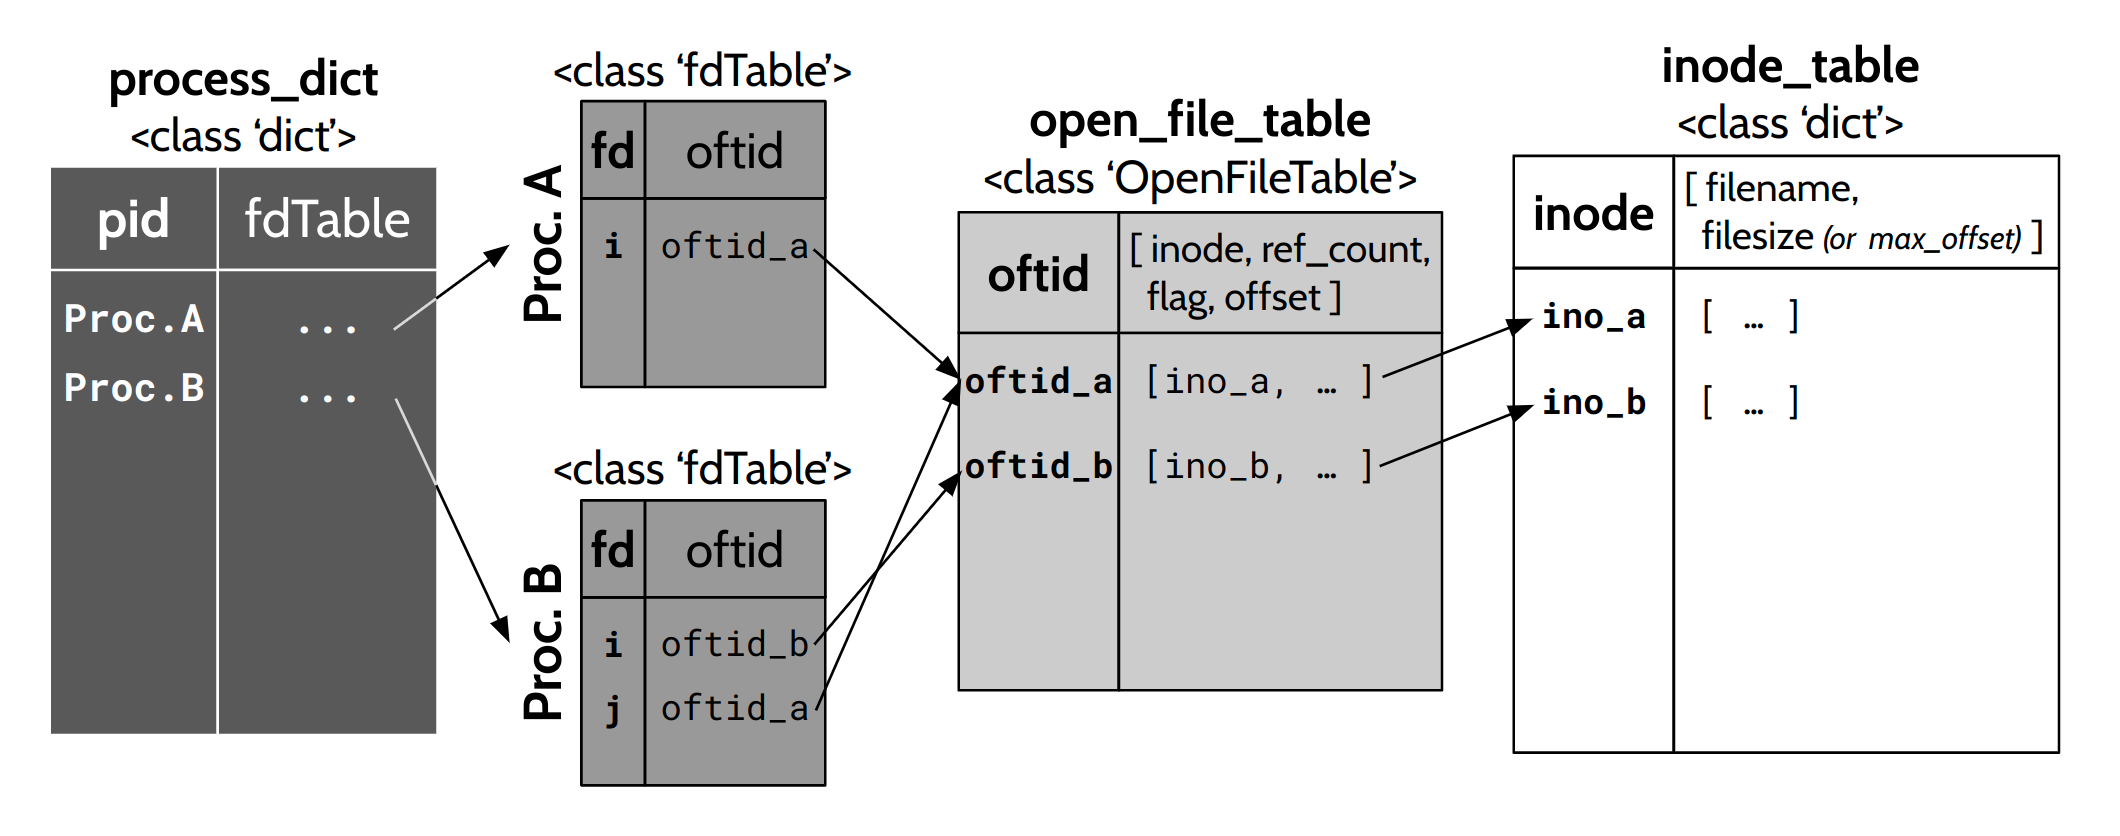 process_dict
<class ‘dict’>
pid fdTable
Proc.A ...
Proc.B ...
<class ‘fdTable’>
Proc. A
fd oftid
i oftid_a
<class ‘fdTable’>
Proc. B
fd oftid
i oftid_b
j oftid_a
open_file_table
<class ‘OpenFileTable’>
oftid
[ inode, ref_count,
flag, offset ]
oftid_a [ino_a, … ]
oftid_b [ino_b, … ]
inode_table
<class ‘dict’>
inode
[ filename,
filesize (or max_offset) ]
ino_a [ … ]
ino_b [ … ]